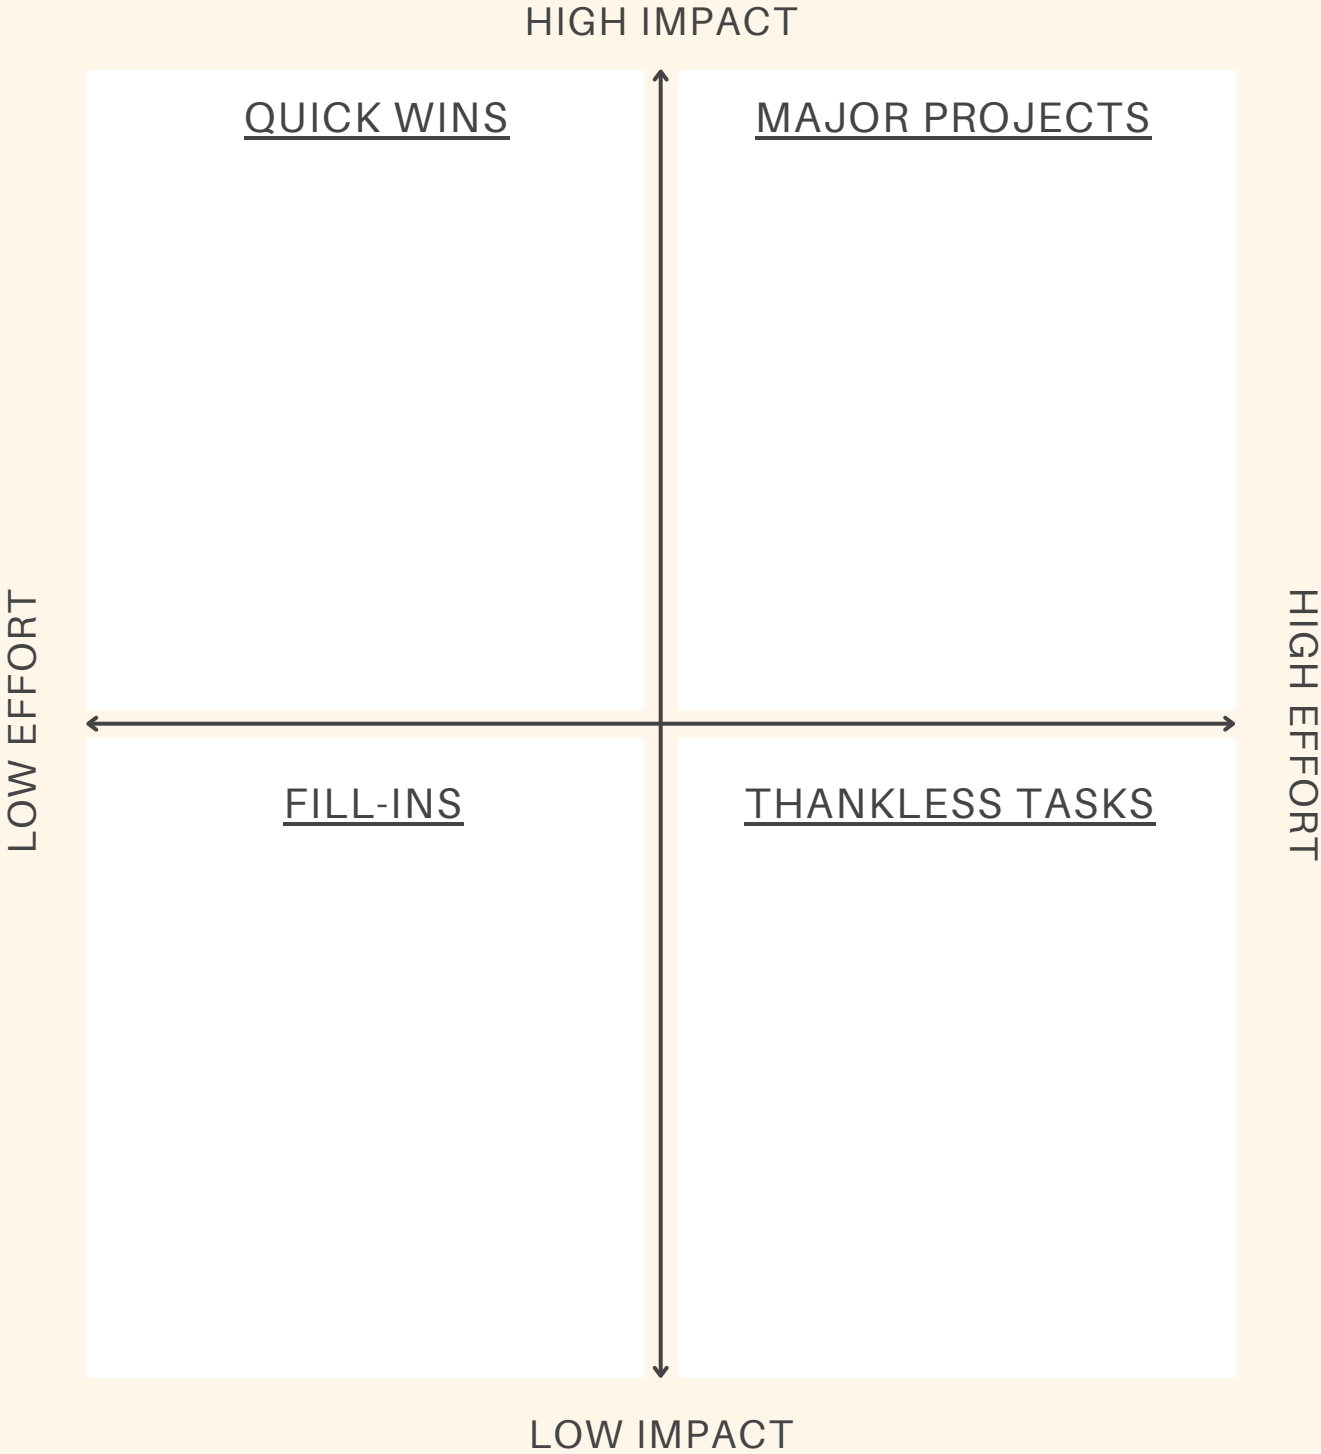 HIGH IMPACT
QUICK WINS
MAJOR PROJECTS
LOW EFFORT
HIGH EFFORT
FILL-INS
THANKLESS TASKS
LOW IMPACT